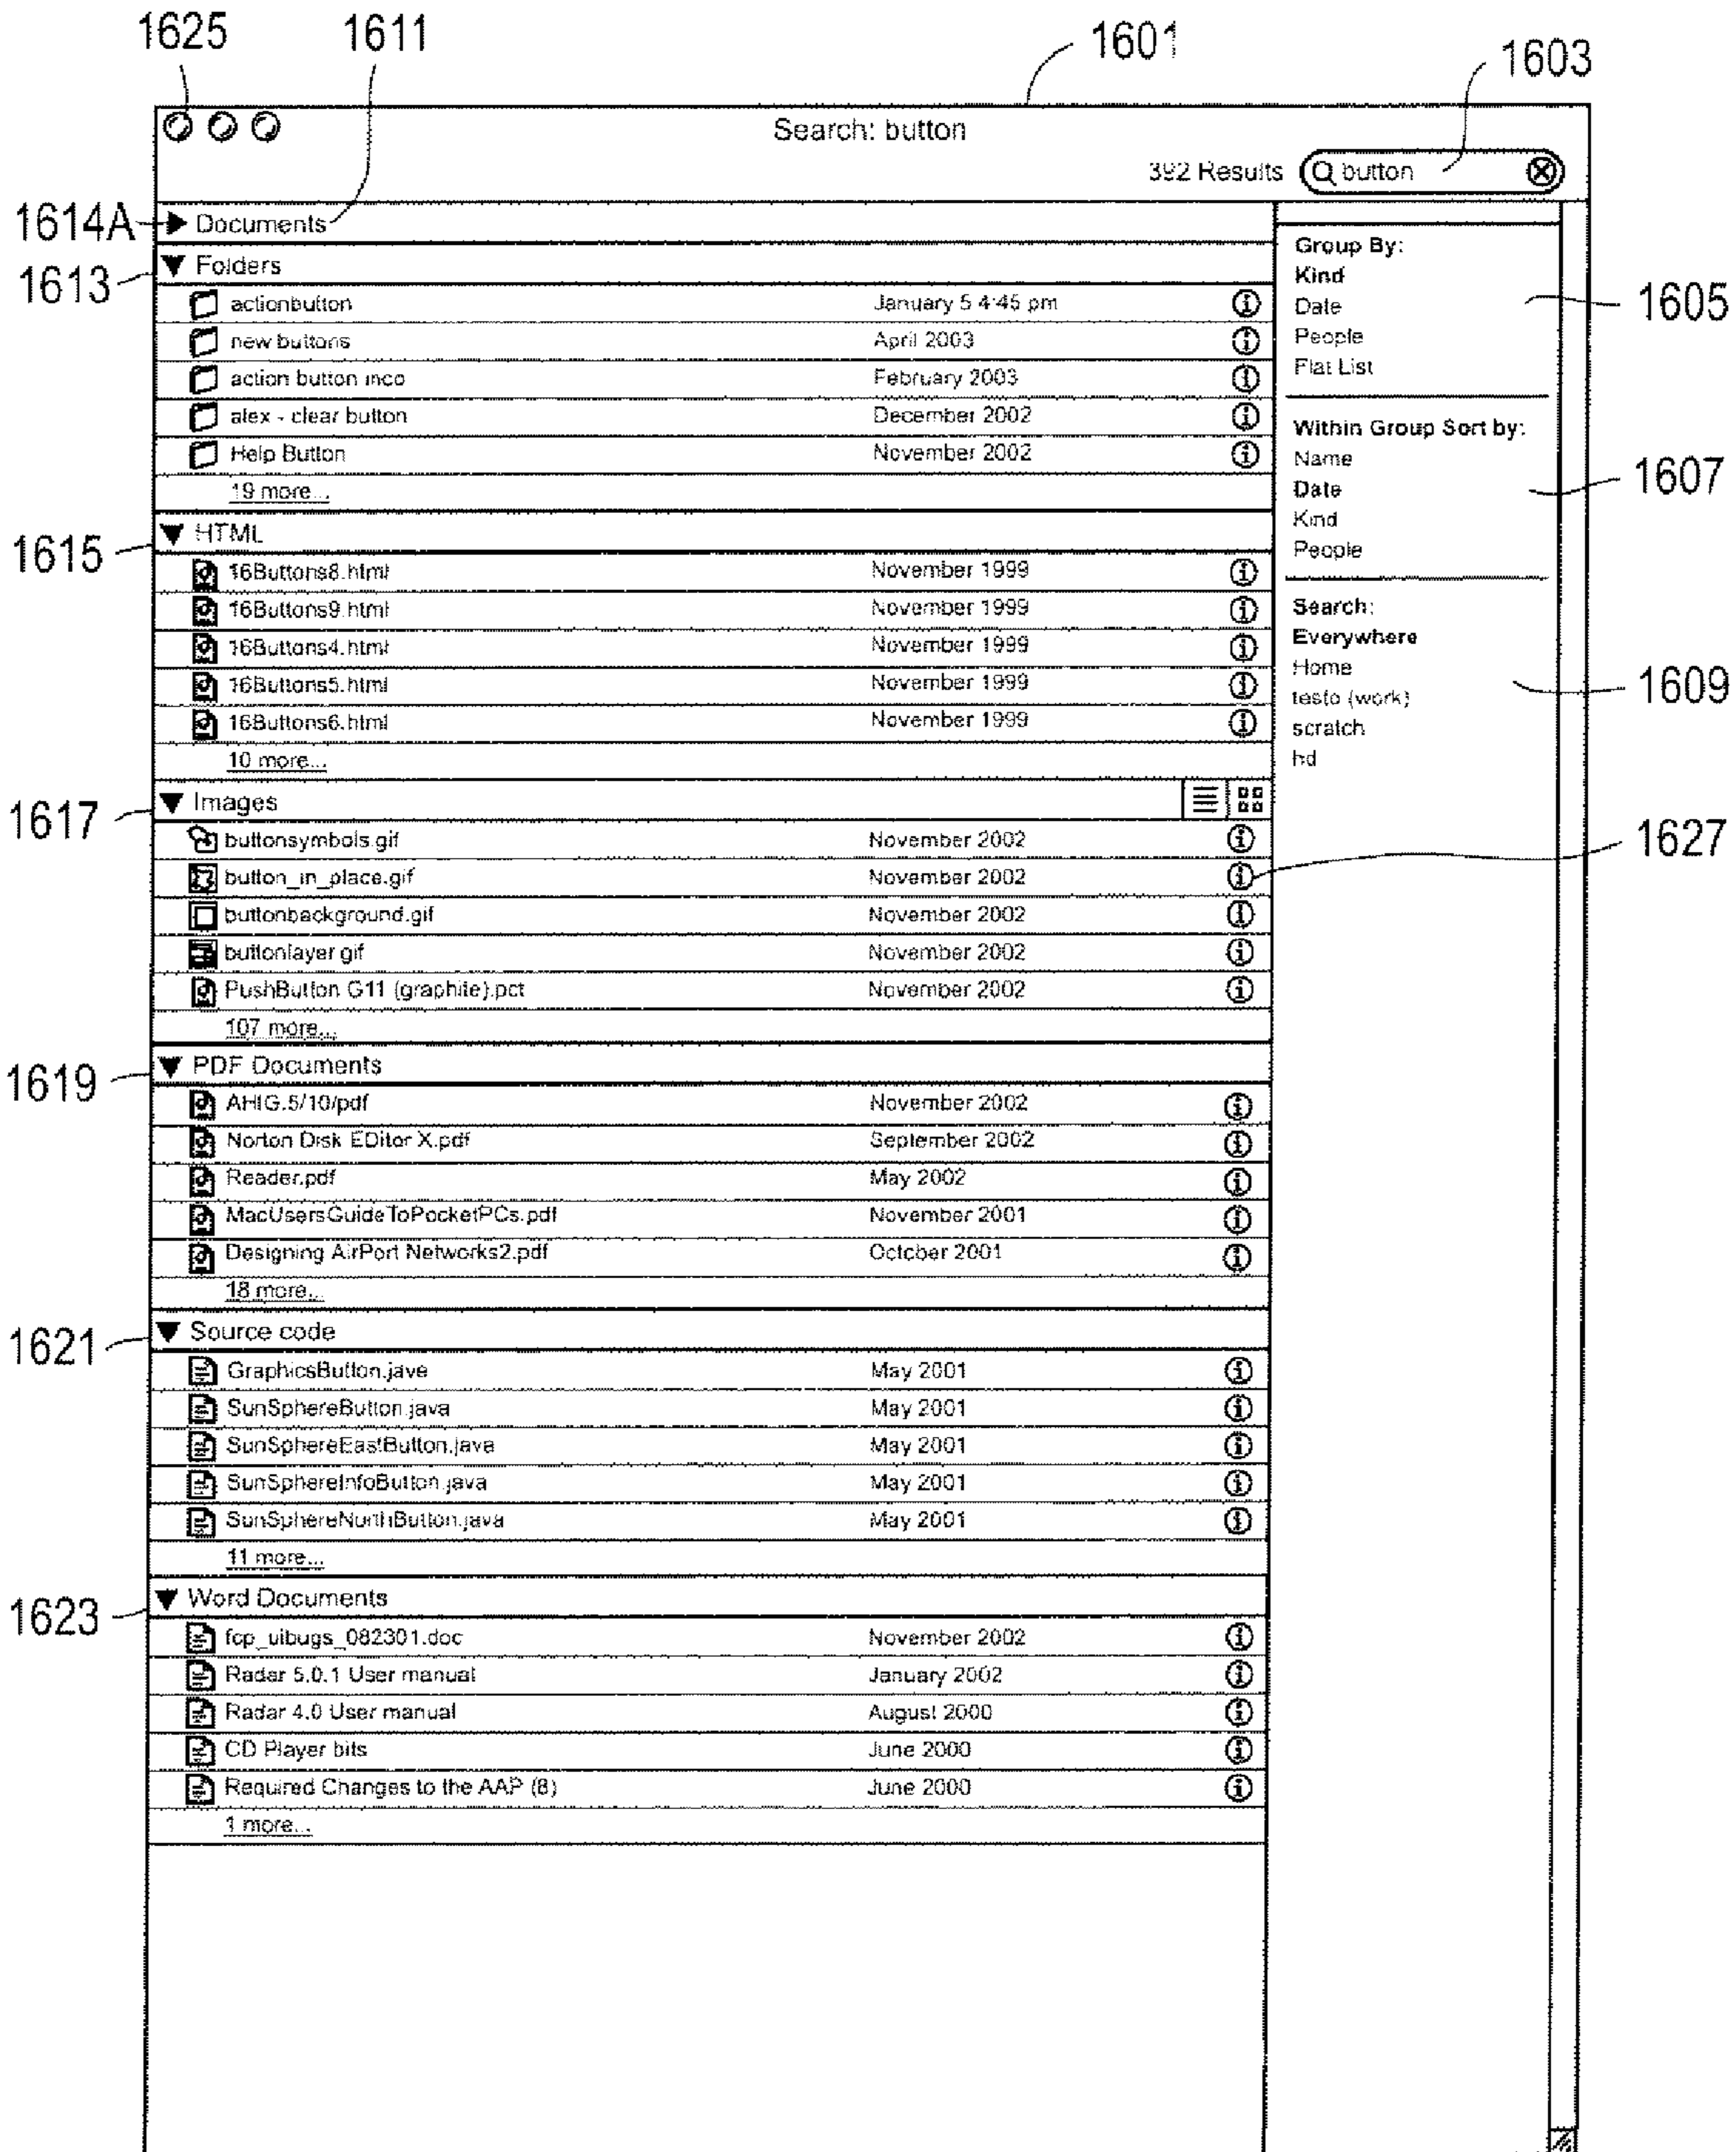 1625 1611 1601 1603
Search: button
392 Results button
1614A Documents
1613 Folders
actionbutton January 5 4:45 pm
new buttons April 2003
action button inco February 2003
alex - clear button December 2002
Help Button November 2002
19 more...
1615 HTML
16Buttons8.html November 1999
16Buttons9.html November 1999
16Buttons4.html November 1999
16Buttons5.html November 1999
16Buttons6.html November 1999
10 more...
1617 Images
buttonsymbols.gif November 2002
button_in_place.gif November 2002
buttonbackground.gif November 2002
buttonlayer.gif November 2002
PushButton G11 (graphite).pct November 2002
107 more...
1619 PDF Documents
AHIG.5/10/pdf November 2002
Norton Disk EDitor X.pdf September 2002
Reader.pdf May 2002
MacUsersGuideToPocketPCs.pdf November 2001
Designing AirPort Networks2.pdf October 2001
18 more...
1621 Source code
GraphicsButton.jave May 2001
SunSphereButton.java May 2001
SunSphereEastButton.java May 2001
SunSphereInfoButton.java May 2001
SunSphereNorthButton.java May 2001
11 more...
1623 Word Documents
fcp_uibugs_082301.doc November 2002
Radar 5.0.1 User manual January 2002
Radar 4.0 User manual August 2000
CD Player bits June 2000
Required Changes to the AAP (8) June 2000
1 more...
Group By:
Kind
Date 1605
People
Flat List
Within Group Sort by:
Name
Date 1607
Kind
People
Search:
Everywhere
Home
testo (work) 1609
scratch
hd
1627